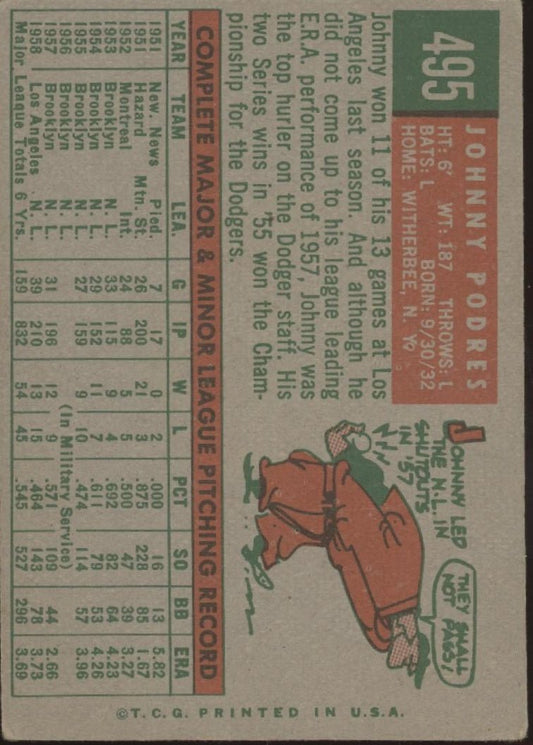 495
JOHNNY PODRES
HT: 6' WT: 187 THROWS: L
BATS: L BORN: 9/30/32
HOME: WITHERBEE, N. Y.
Johnny won 11 of his 13 games at Los
Angeles last season. And although he
did not come up to his league leading
E.R.A. performance of 1957, Johnny was
the top hurler on the Dodger staff. His
two Series wins in '55 won the Cham-
pionship for the Dodgers.
JOHNNY LED
THE N.L. IN
SHUTOUTS
IN '57
THEY SHALL
NOT PASS!
COMPLETE MAJOR & MINOR LEAGUE PITCHING RECORD
YEAR TEAM LEA. G IP W L PCT SO BB ERA
1951 New. News Pied. 7 17 0 2 .000 16 13 5.82
1951 Hazard Mtn. St. 26 200 21 3 .875 228 85 1.67
1952 Montreal Int. 24 88 5 5 .500 47 39 3.27
1953 Brooklyn N. L. 33 115 9 4 .692 82 64 4.23
1954 Brooklyn N. L. 29 152 11 7 .611 79 53 4.26
1955 Brooklyn N. L. 27 159 9 10 .474 114 57 3.96
1956 Brooklyn (In Military Service)
1957 Brooklyn N. L. 31 196 12 9 .571 109 44 2.66
1958 Los Angeles N. L. 39 210 13 15 .464 143 78 3.73
Major League Totals 6 Yrs. 159 832 54 45 .545 527 296 3.69
©T.C.G. PRINTED IN U.S.A.